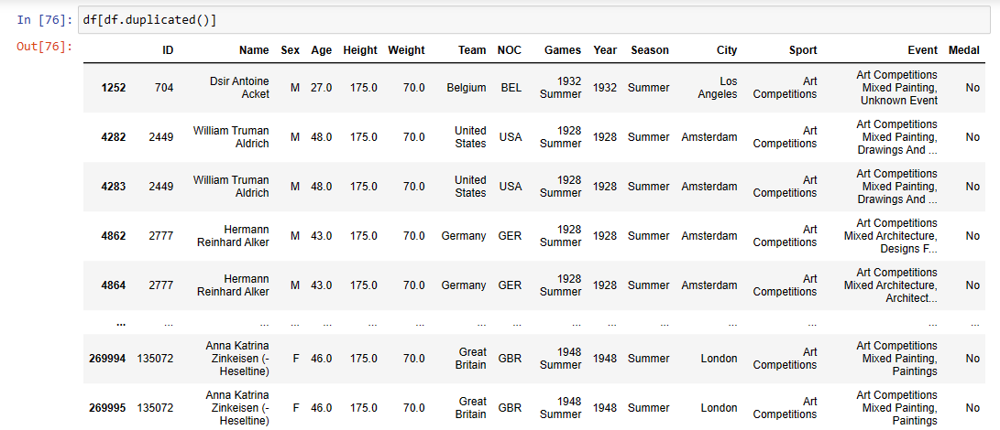 In [76]: df[df.duplicated()]
Out[76]:
ID Name Sex Age Height Weight Team NOC Games Year Season City Sport Event Medal
1252 704 Dsir Antoine Acket M 27.0 175.0 70.0 Belgium BEL 1932 Summer 1932 Summer Los Angeles Art Competitions Art Competitions Mixed Painting, Unknown Event No
4282 2449 William Truman Aldrich M 48.0 175.0 70.0 United States USA 1928 Summer 1928 Summer Amsterdam Art Competitions Art Competitions Mixed Painting, Drawings And ... No
4283 2449 William Truman Aldrich M 48.0 175.0 70.0 United States USA 1928 Summer 1928 Summer Amsterdam Art Competitions Art Competitions Mixed Painting, Drawings And ... No
4862 2777 Hermann Reinhard Alker M 43.0 175.0 70.0 Germany GER 1928 Summer 1928 Summer Amsterdam Art Competitions Art Competitions Mixed Architecture, Designs F... No
4864 2777 Hermann Reinhard Alker M 43.0 175.0 70.0 Germany GER 1928 Summer 1928 Summer Amsterdam Art Competitions Art Competitions Mixed Architecture, Architect... No
... ... ... ... ... ... ... ... ... ... ... ... ... ... ... ...
269994 135072 Anna Katrina Zinkeisen (-Heseltine) F 46.0 175.0 70.0 Great Britain GBR 1948 Summer 1948 Summer London Art Competitions Art Competitions Mixed Painting, Paintings No
269995 135072 Anna Katrina Zinkeisen (-Heseltine) F 46.0 175.0 70.0 Great Britain GBR 1948 Summer 1948 Summer London Art Competitions Art Competitions Mixed Painting, Paintings No